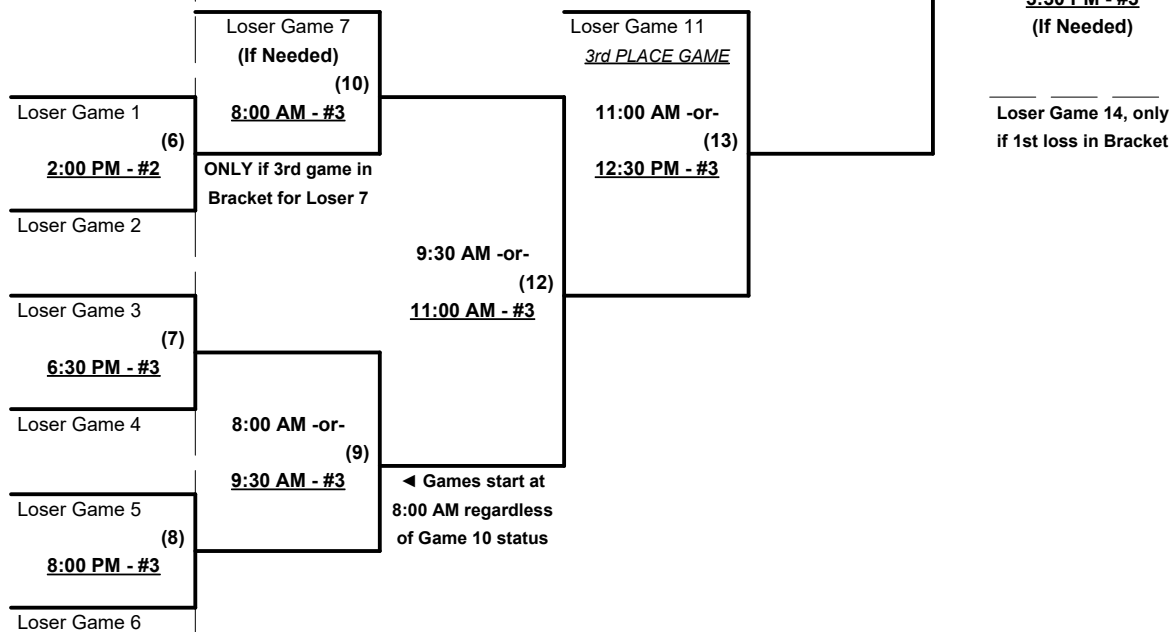 Loser Game 7
(If Needed)
(10)
8:00 AM - #3
ONLY if 3rd game in
Bracket for Loser 7
Loser Game 1
(6)
2:00 PM - #2
Loser Game 2
Loser Game 3
(7)
6:30 PM - #3
Loser Game 4
8:00 AM -or-
(9)
9:30 AM - #3
Loser Game 5
(8)
8:00 PM - #3
Loser Game 6
9:30 AM -or-
(12)
11:00 AM - #3
◄ Games start at
8:00 AM regardless
of Game 10 status
Loser Game 11
3rd PLACE GAME
11:00 AM -or-
(13)
12:30 PM - #3
(If Needed)
Loser Game 14, only
if 1st loss in Bracket